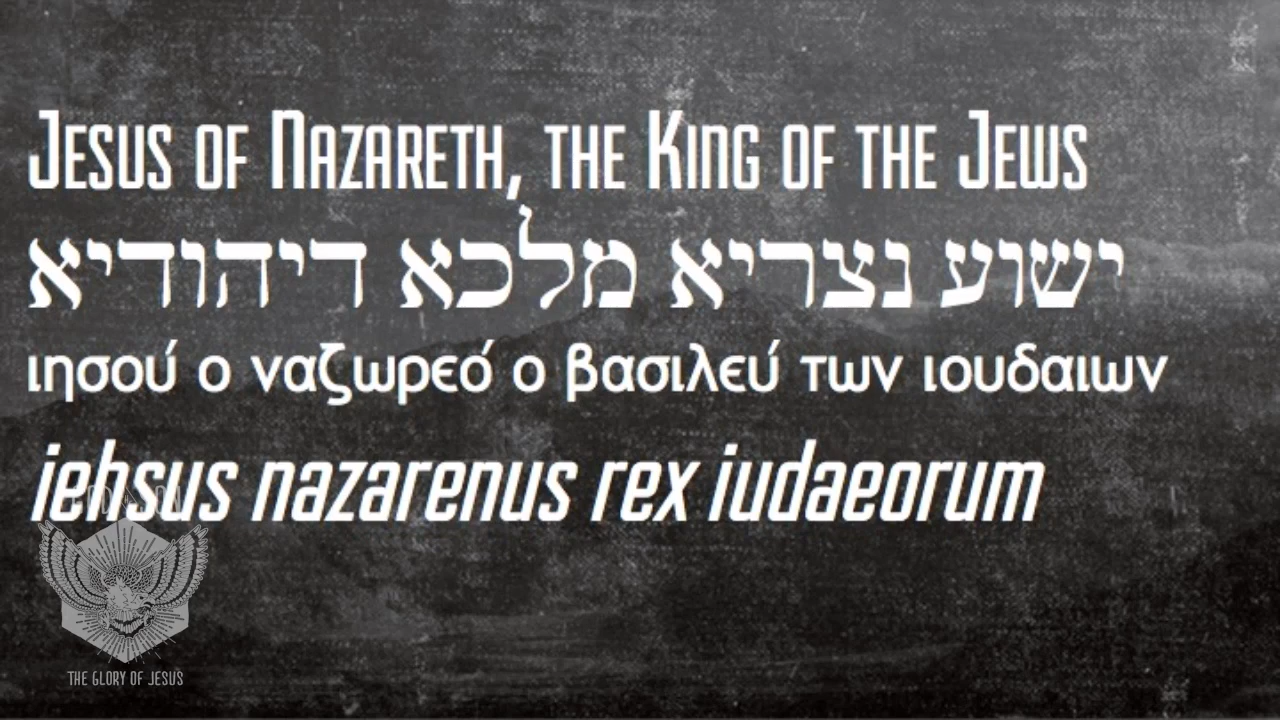 Jesus of Nazareth, the King of the Jews
ישוע נצריא מלכא דיהודיא
ιησού ο ναζωρεό ο βασιλεύ των ιουδαιων
iehsus nazarenus rex iudaeorum
THE GLORY OF JESUS